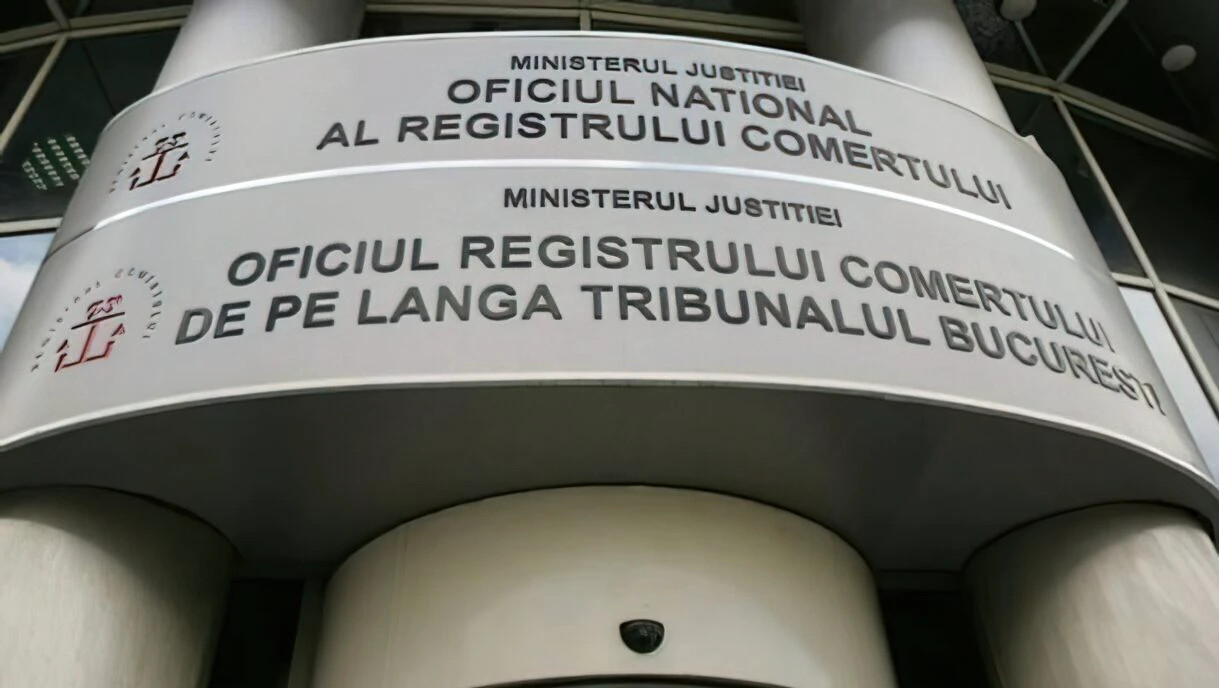 MINISTERUL JUSTITIEI
OFICIUL NATIONAL
AL REGISTRULUI COMERTULUI
MINISTERUL JUSTITIEI
OFICIUL REGISTRULUI COMERTULUI
DE PE LANGA TRIBUNALUL BUCURESTI